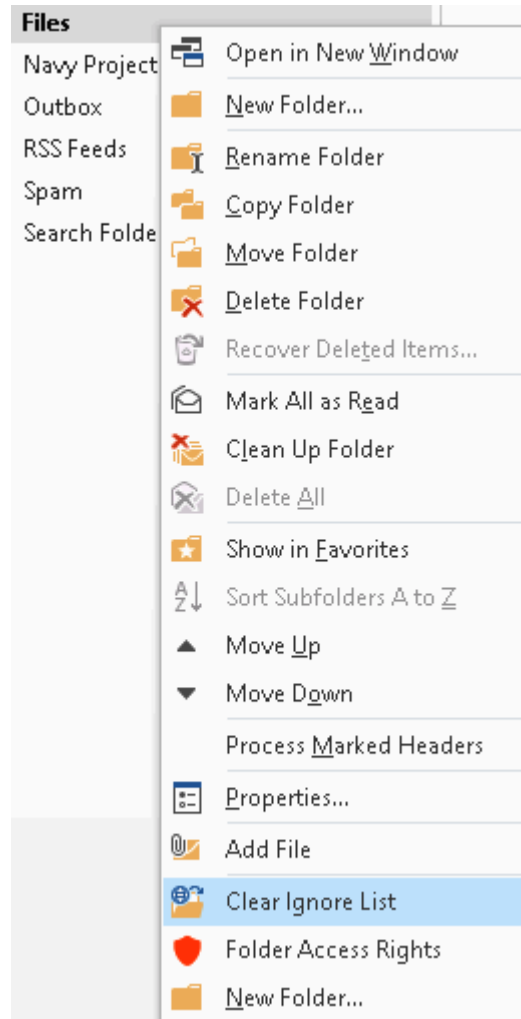 Files
Navy Project
Outbox
RSS Feeds
Spam
Search Folde
Open in New Window
New Folder...
Rename Folder
Copy Folder
Move Folder
Delete Folder
Recover Deleted Items...
Mark All as Read
Clean Up Folder
Delete All
Show in Favorites
Sort Subfolders A to Z
Move Up
Move Down
Process Marked Headers
Properties...
Add File
Clear Ignore List
Folder Access Rights
New Folder...